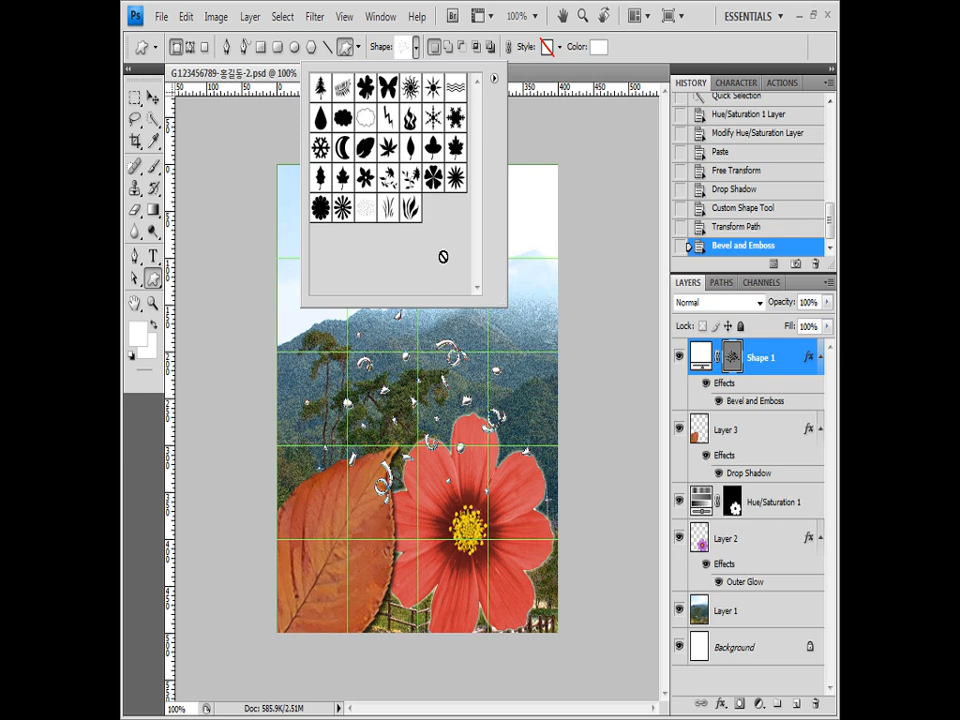 Ps File Edit Image Layer Select Filter View Window Help Br 100% ESSENTIALS
Shape: Style: Color:
G123456789-홍길동-2.psd @ 100%
HISTORY CHARACTER ACTIONS
Quick Selection
Hue/Saturation 1 Layer
Modify Hue/Saturation Layer
Paste
Free Transform
Drop Shadow
Custom Shape Tool
Transform Path
Bevel and Emboss
LAYERS PATHS CHANNELS
Normal Opacity: 100%
Lock: Fill: 100%
Shape 1 fx
Effects
Bevel and Emboss
Layer 3 fx
Effects
Drop Shadow
Hue/Saturation 1
Layer 2 fx
Effects
Outer Glow
Layer 1
Background
100% Doc: 585.9K/2.51M